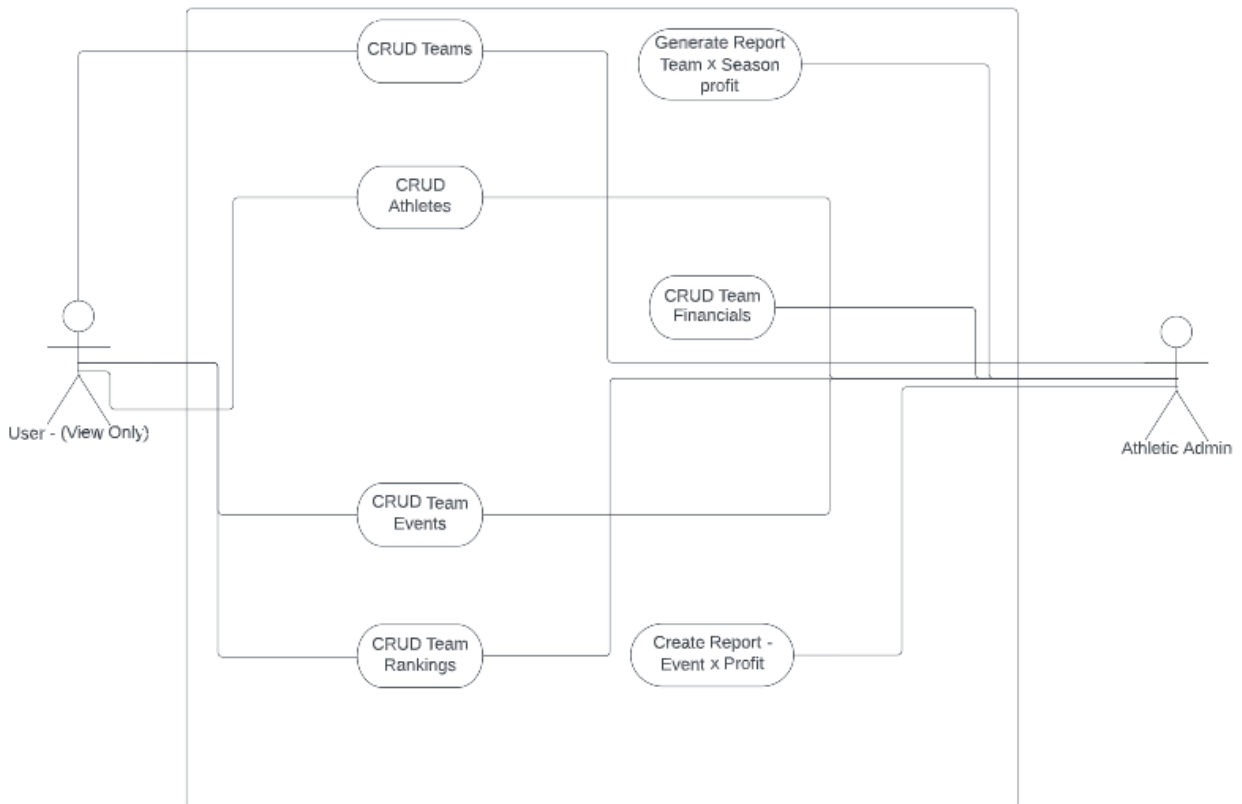 CRUD Teams
Generate Report
Team x Season
profit
CRUD
Athletes
CRUD Team
Financials
User - (View Only)
Athletic Admin
CRUD Team
Events
CRUD Team
Rankings
Create Report -
Event x Profit